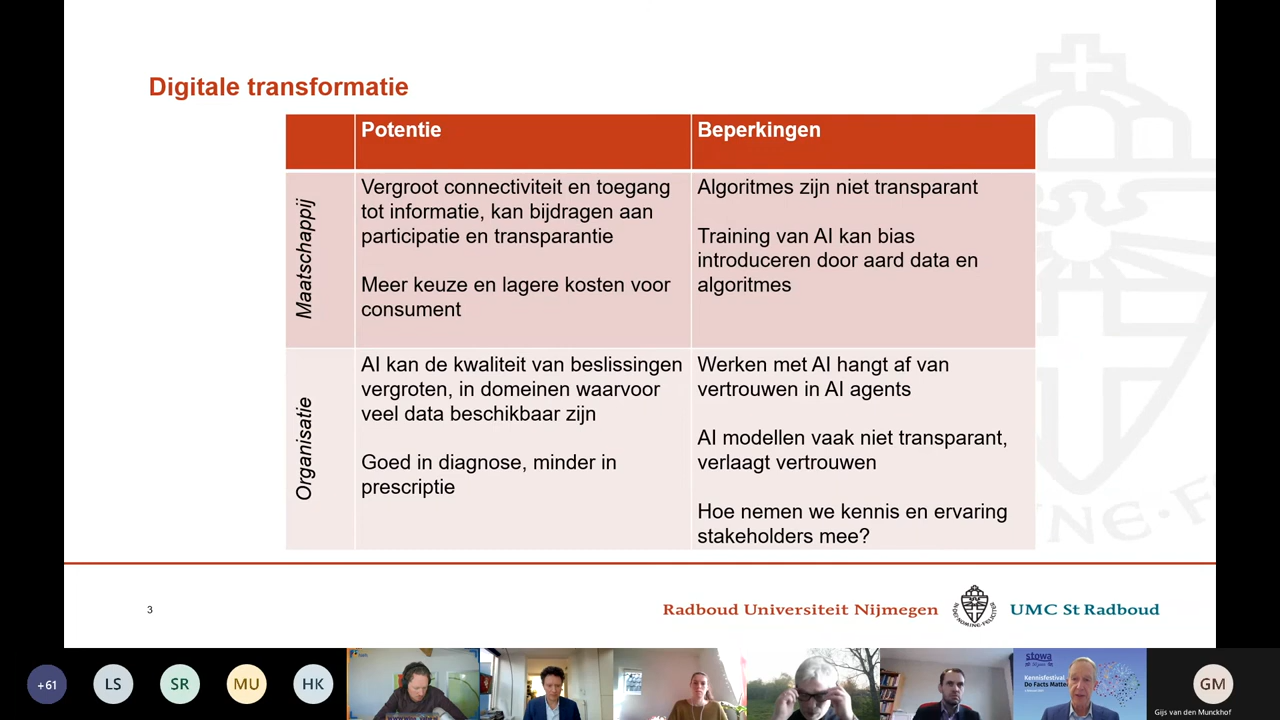 Digitale transformatie
Potentie
Beperkingen
Maatschappij
Vergroot connectiviteit en toegang
tot informatie, kan bijdragen aan
participatie en transparantie
Meer keuze en lagere kosten voor
consument
Algoritmes zijn niet transparant
Training van AI kan bias
introduceren door aard data en
algoritmes
Organisatie
AI kan de kwaliteit van beslissingen
vergroten, in domeinen waarvoor
veel data beschikbaar zijn
Goed in diagnose, minder in
prescriptie
Werken met AI hangt af van
vertrouwen in AI agents
AI modellen vaak niet transparant,
verlaagt vertrouwen
Hoe nemen we kennis en ervaring
stakeholders mee?
3
Radboud Universiteit Nijmegen
UMC St Radboud
+61
LS
SR
MU
HK
stowa
Kennisfestival
Do Facts Matter
GM
Gijs van den Munckhof